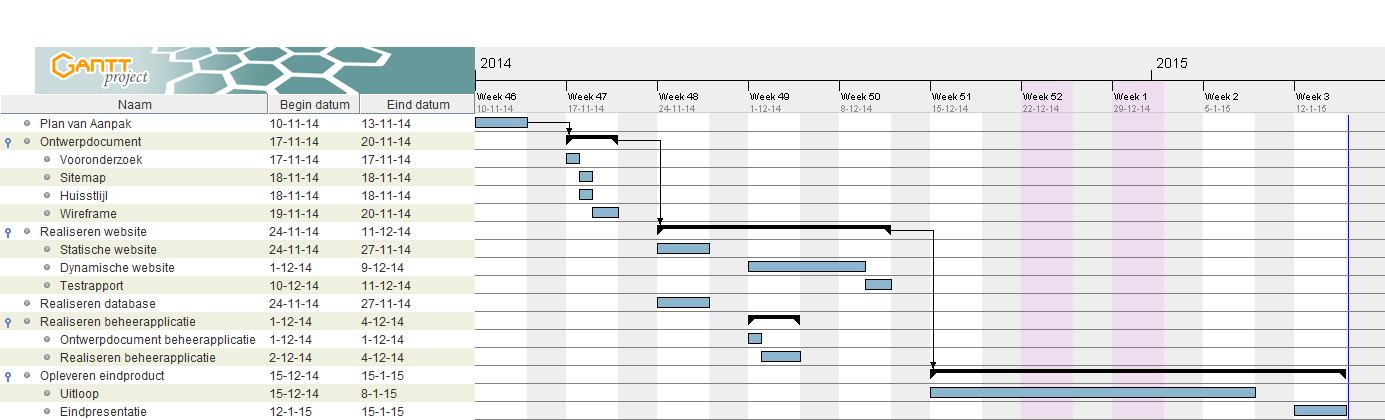 GANTT
project
2014
2015
Week 46
Week 47
Week 48
Week 49
Week 50
Week 51
Week 52
Week 1
Week 2
Week 3
Naam
Begin datum
Eind datum
10-11-14
17-11-14
24-11-14
1-12-14
8-12-14
15-12-14
22-12-14
29-12-14
5-1-15
12-1-15
Plan van Aanpak 10-11-14 13-11-14
Ontwerpdocument 17-11-14 20-11-14
Vooronderzoek 17-11-14 17-11-14
Sitemap 18-11-14 18-11-14
Huisstlijl 18-11-14 18-11-14
Wireframe 19-11-14 20-11-14
Realiseren website 24-11-14 11-12-14
Statische website 24-11-14 27-11-14
Dynamische website 1-12-14 9-12-14
Testrapport 10-12-14 11-12-14
Realiseren database 24-11-14 27-11-14
Realiseren beheerapplicatie 1-12-14 4-12-14
Ontwerpdocument beheerapplicatie 1-12-14 1-12-14
Realiseren beheerapplicatie 2-12-14 4-12-14
Opleveren eindproduct 15-12-14 15-1-15
Uitloop 15-12-14 8-1-15
Eindpresentatie 12-1-15 15-1-15